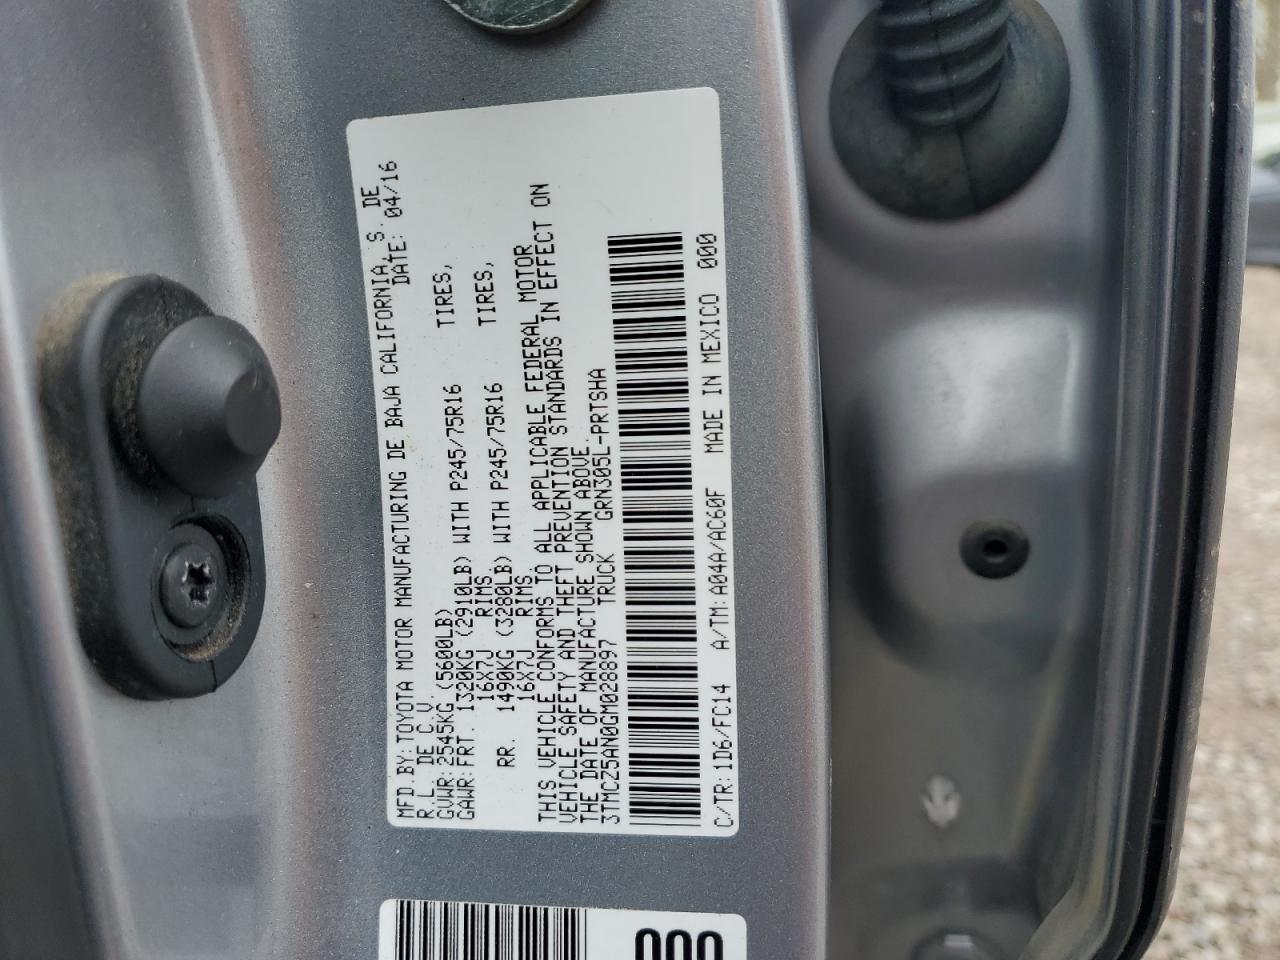 MFD.BY:TOYOTA MOTOR MANUFACTURING DE BAJA CALIFORNIA,S. DE
R.L. DE C.V. DATE: 04/16
GVWR:2545KG (5600LB)
GAWR:FRT. 1320KG (2910LB) WITH P245/75R16 TIRES,
16X7J RIMS
RR. 1490KG (3280LB) WITH P245/75R16 TIRES,
16X7J RIMS
THIS VEHICLE CONFORMS TO ALL APPLICABLE FEDERAL MOTOR
VEHICLE SAFETY AND THEFT PREVENTION STANDARDS IN EFFECT ON
THE DATE OF MANUFACTURE SHOWN ABOVE.
3TMCZ5AN0GM028897 TRUCK GRN305L-PRTSHA
C/TR:1D6/FC14 A/TM:A04A/AC60F MADE IN MEXICO 000